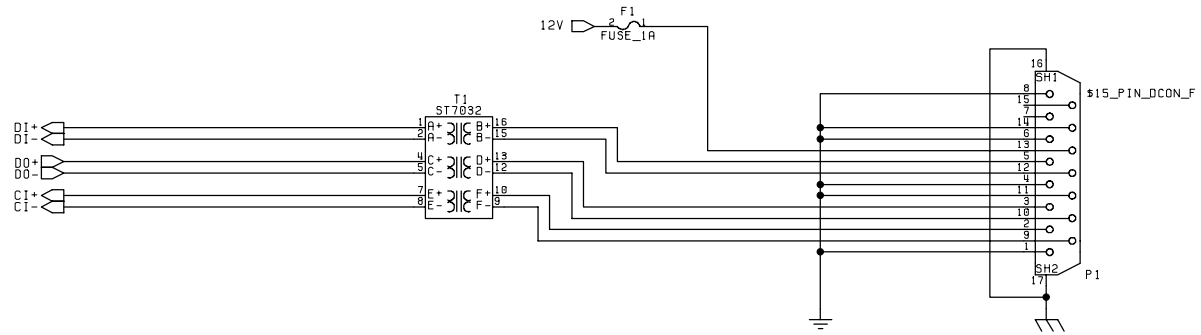 F1
12V
2
1
FUSE_1A
16
SH1
8
$15_PIN_DCON_F
15
7
14
6
13
5
12
4
11
3
10
2
9
1
SH2
17
P1
T1
ST7032
DI+
1
A+
B+
16
DI-
2
A-
B-
15
DO+
4
C+
D+
13
DO-
5
C-
D-
12
CI+
7
E+
F+
10
CI-
8
E-
F-
9